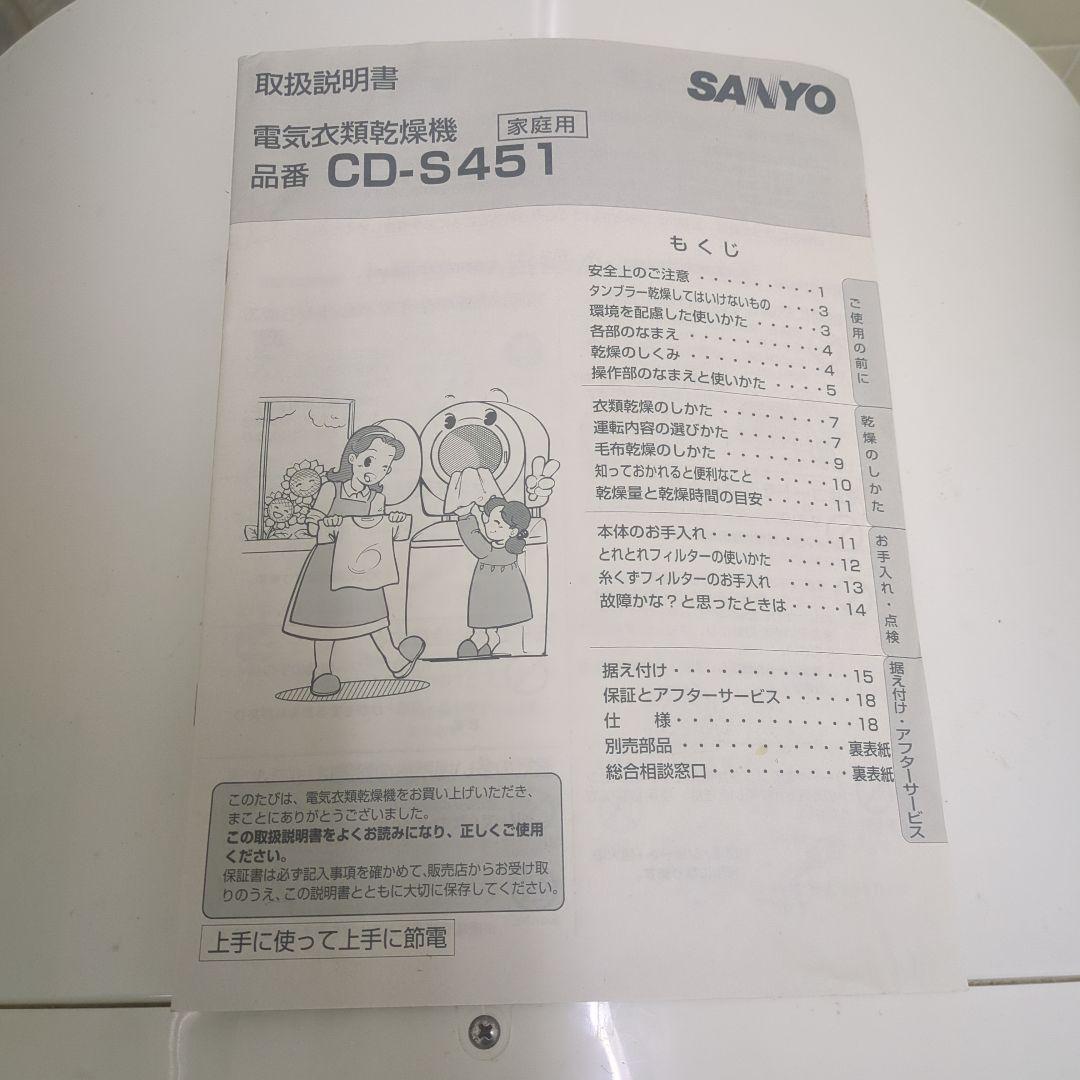 取扱説明書
SANYO
電気衣類乾燥機 家庭用
品番 CD-S451
もくじ
安全上のご注意 ・・・・・・・・・1
タンブラー乾燥してはいけないもの ・・・3
環境を配慮した使いかた ・・・・・3
各部のなまえ ・・・・・・・・・・4
乾燥のしくみ ・・・・・・・・・・4
操作部のなまえと使いかた ・・・・5
ご使用の前に
衣類乾燥のしかた ・・・・・・・・7
運転内容の選びかた ・・・・・・・7
毛布乾燥のしかた ・・・・・・・・9
知っておかれると便利なこと ・・・・・10
乾燥量と乾燥時間の目安・・・・・11
乾燥のしかた
本体のお手入れ・・・・・・・・・11
とれとれフィルターの使いかた ・・・・12
糸くずフィルターのお手入れ ・・・・13
故障かな？と思ったときは・・・・14
お手入れ・点検
据え付け・・・・・・・・・・・・15
保証とアフターサービス・・・・・18
仕 様・・・・・・・・・・・・18
別売部品 ・・・・・・・・・・・裏表紙
総合相談窓口・・・・・・・・・裏表紙
据え付け・アフターサービス
このたびは、電気衣類乾燥機をお買い上げいただき、
まことにありがとうございました。
この取扱説明書をよくお読みになり、正しくご使用
ください。
保証書は必ず記入事項を確かめて、販売店からお受け取
りのうえ、この説明書とともに大切に保存してください。
上手に使って上手に節電